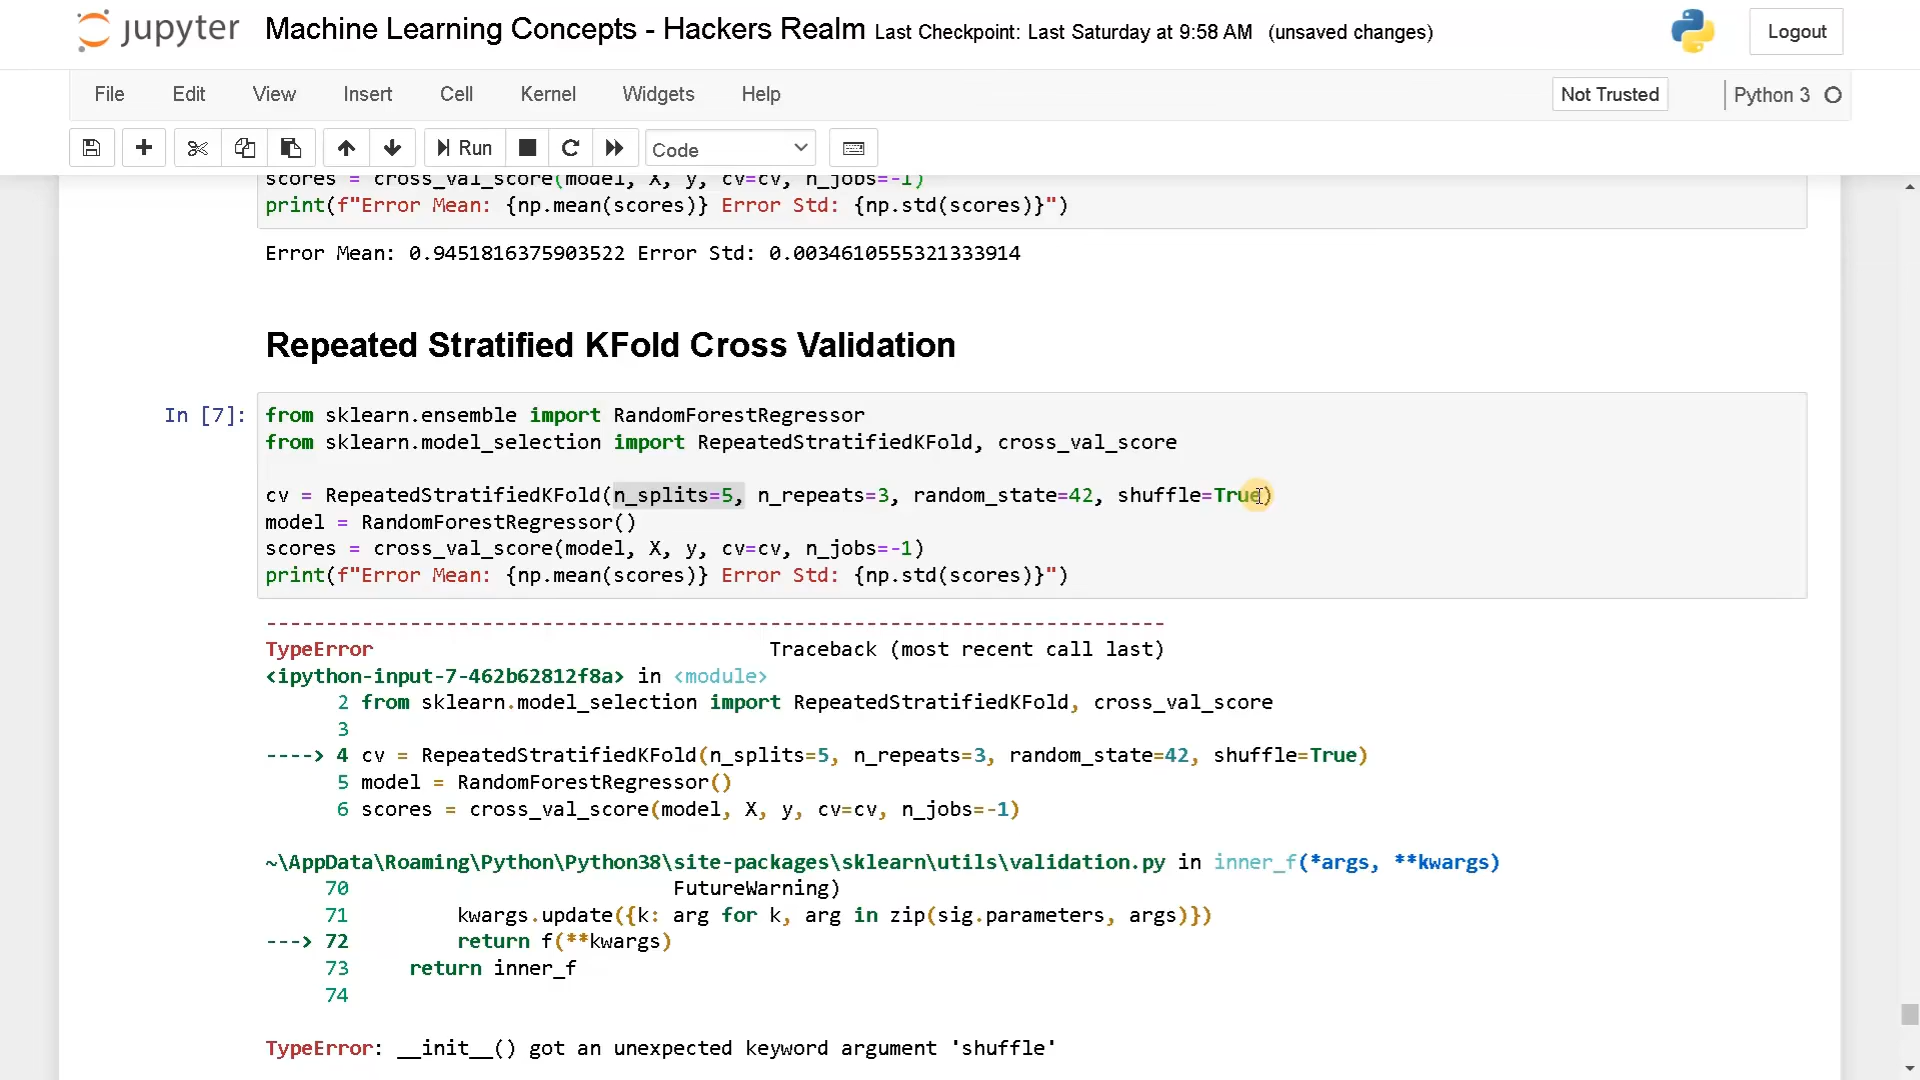 jupyter Machine Learning Concepts - Hackers Realm Last Checkpoint: Last Saturday at 9:58 AM (unsaved changes) Logout
File Edit View Insert Cell Kernel Widgets Help Not Trusted Python 3
Run Code
scores = cross_val_score(model, X, y, cv=cv, n_jobs=-1)
print(f"Error Mean: {np.mean(scores)} Error Std: {np.std(scores)}")
Error Mean: 0.9451816375903522 Error Std: 0.0034610555321333914
Repeated Stratified KFold Cross Validation
In [7]: from sklearn.ensemble import RandomForestRegressor
from sklearn.model_selection import RepeatedStratifiedKFold, cross_val_score
cv = RepeatedStratifiedKFold(n_splits=5, n_repeats=3, random_state=42, shuffle=True)
model = RandomForestRegressor()
scores = cross_val_score(model, X, y, cv=cv, n_jobs=-1)
print(f"Error Mean: {np.mean(scores)} Error Std: {np.std(scores)}")
---------------------------------------------------------------------------
TypeError Traceback (most recent call last)
<ipython-input-7-462b62812f8a> in <module>
2 from sklearn.model_selection import RepeatedStratifiedKFold, cross_val_score
3
----> 4 cv = RepeatedStratifiedKFold(n_splits=5, n_repeats=3, random_state=42, shuffle=True)
5 model = RandomForestRegressor()
6 scores = cross_val_score(model, X, y, cv=cv, n_jobs=-1)
~\AppData\Roaming\Python\Python38\site-packages\sklearn\utils\validation.py in inner_f(*args, **kwargs)
70 FutureWarning)
71 kwargs.update({k: arg for k, arg in zip(sig.parameters, args)})
---> 72 return f(**kwargs)
73 return inner_f
74
TypeError: __init__() got an unexpected keyword argument 'shuffle'